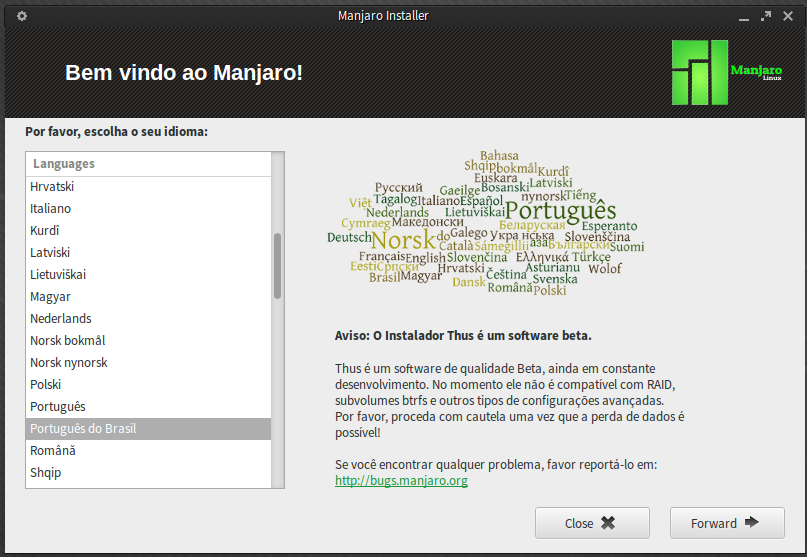 Manjaro Installer
Bem vindo ao Manjaro!
Manjaro
Linux
Por favor, escolha o seu idioma:
Languages
Hrvatski
Italiano
Kurdî
Latviski
Lietuviškai
Magyar
Nederlands
Norsk bokmål
Norsk nynorsk
Polski
Português
Português do Brasil
Română
Shqip
Bahasa
Shqip bokmål Kurdî
Euskara
Русский Gaeilge Bosanski Latviski
Việt Tagalog Italiano Español nynorsk Tiếng
Nederlands Lietuviškai Português
Cymraeg Македонски Беларуская Esperanto
Deutsch Norsk do Galego Укра нська Slovenščina
Català Sámegillii ааза Български Suomi
Français English Slovenčina Ελληνικά Türkçe
Eesti Српски Hrvatski Asturianu Wolof
Brasil Magyar Čeština Svenska
Dansk Română Polski
Aviso: O Instalador Thus é um software beta.
Thus é um software de qualidade Beta, ainda em constante
desenvolvimento. No momento ele não é compatível com RAID,
subvolumes btrfs e outros tipos de configurações avançadas.
Por favor, proceda com cautela uma vez que a perda de dados é
possível!
Se você encontrar qualquer problema, favor reportá-lo em:
http://bugs.manjaro.org
Close
Forward